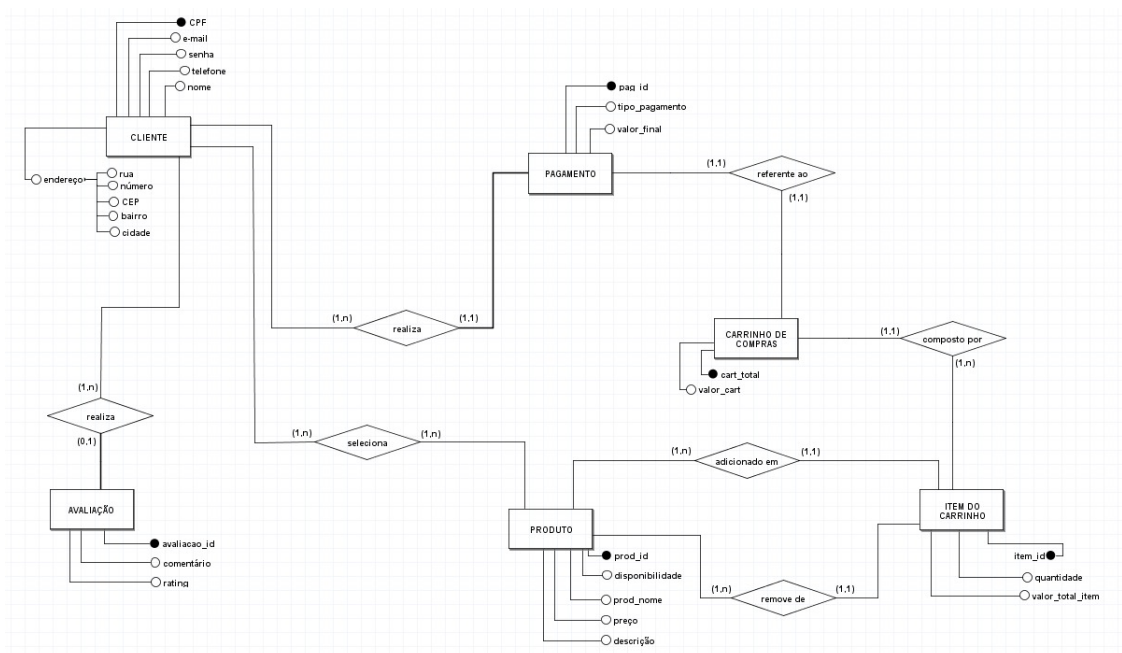 CPF
e-mail
senha
telefone
nome
CLIENTE
endereço
rua
número
CEP
bairro
cidade
pag_id
tipo_pagamento
valor_final
PAGAMENTO
(1,1)
referente ao
(1,1)
(1,n)
realiza
(1,1)
CARRINHO DE
COMPRAS
cart_total
valor_cart
(1,1)
composto por
(1,n)
(1,n)
realiza
(0,1)
(1,n)
seleciona
(1,n)
(1,n)
adicionado em
(1,1)
AVALIAÇÃO
avaliacao_id
comentário
rating
PRODUTO
prod_id
disponibilidade
prod_nome
preço
descrição
(1,n)
remove de
(1,1)
ITEM DO
CARRINHO
item_id
quantidade
valor_total_item